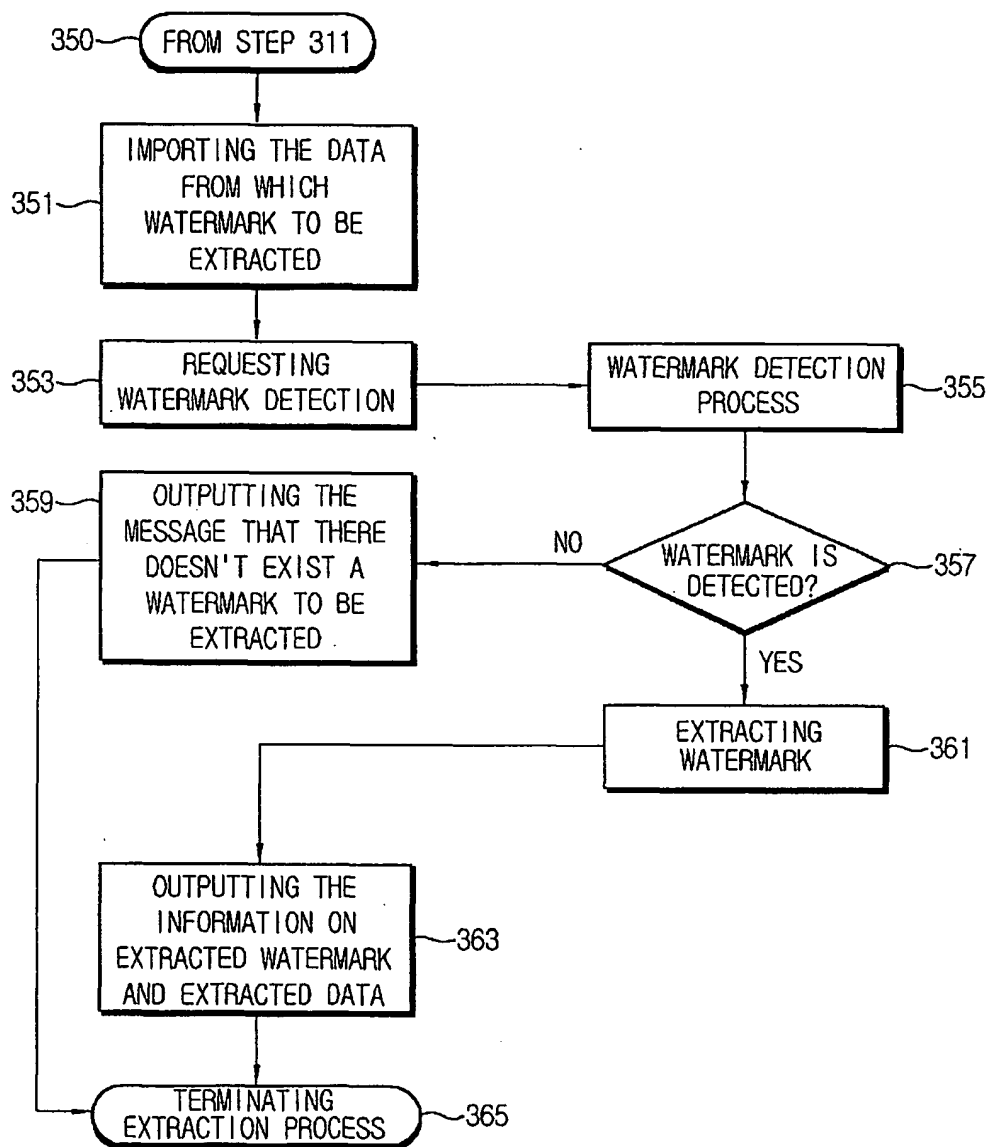 350
FROM STEP 311
IMPORTING THE DATA
FROM WHICH
WATERMARK TO BE
EXTRACTED
351
REQUESTING
WATERMARK DETECTION
353
WATERMARK DETECTION
PROCESS
355
359
OUTPUTTING THE
MESSAGE THAT THERE
DOESN'T EXIST A
WATERMARK TO BE
EXTRACTED
NO
WATERMARK IS
DETECTED?
357
YES
EXTRACTING
WATERMARK
361
OUTPUTTING THE
INFORMATION ON
EXTRACTED WATERMARK
AND EXTRACTED DATA
363
TERMINATING
EXTRACTION PROCESS
365